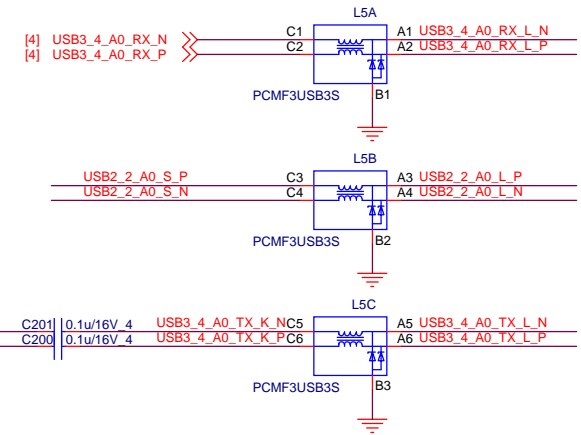 L5A
[4] USB3_4_A0_RX_N C1 A1 USB3_4_A0_RX_L_N
[4] USB3_4_A0_RX_P C2 A2 USB3_4_A0_RX_L_P
PCMF3USB3S B1
L5B
USB2_2_A0_S_P C3 A3 USB2_2_A0_L_P
USB2_2_A0_S_N C4 A4 USB2_2_A0_L_N
PCMF3USB3S B2
L5C
C201 0.1u/16V_4 USB3_4_A0_TX_K_N C5 A5 USB3_4_A0_TX_L_N
C200 0.1u/16V_4 USB3_4_A0_TX_K_P C6 A6 USB3_4_A0_TX_L_P
PCMF3USB3S B3